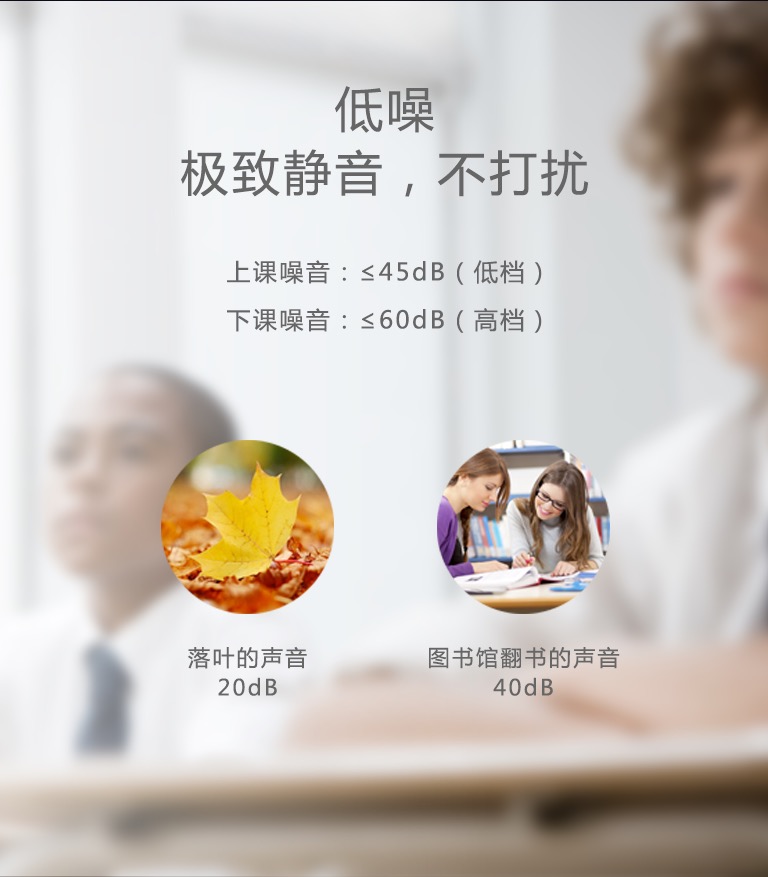 低噪
极致静音，不打扰
上课噪音：≤45dB（低档）
下课噪音：≤60dB（高档）
落叶的声音
20dB
图书馆翻书的声音
40dB